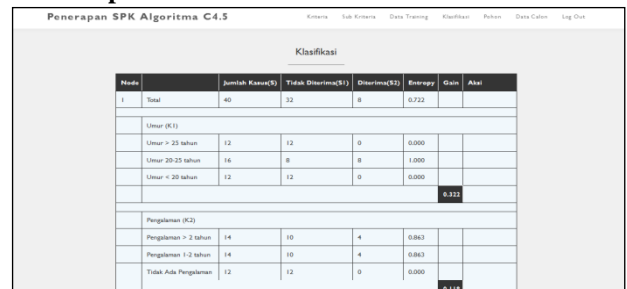 Penerapan SPK Algoritma C4.5 Kriteria Sub Kriteria Data Training Klasifikasi Pohon Data Calon Log Out
Klasifikasi
Node Jumlah Kasus(S) Tidak Diterima(S1) Diterima(S2) Entropy Gain Aksi
1 Total 40 32 8 0.722
Umur (K1)
Umur > 25 tahun 12 12 0 0.000
Umur 20-25 tahun 16 8 8 1.000
Umur < 20 tahun 12 12 0 0.000
0.322
Pengalaman (K2)
Pengalaman > 2 tahun 14 10 4 0.863
Pengalaman 1-2 tahun 14 10 4 0.863
Tidak Ada Pengalaman 12 12 0 0.000